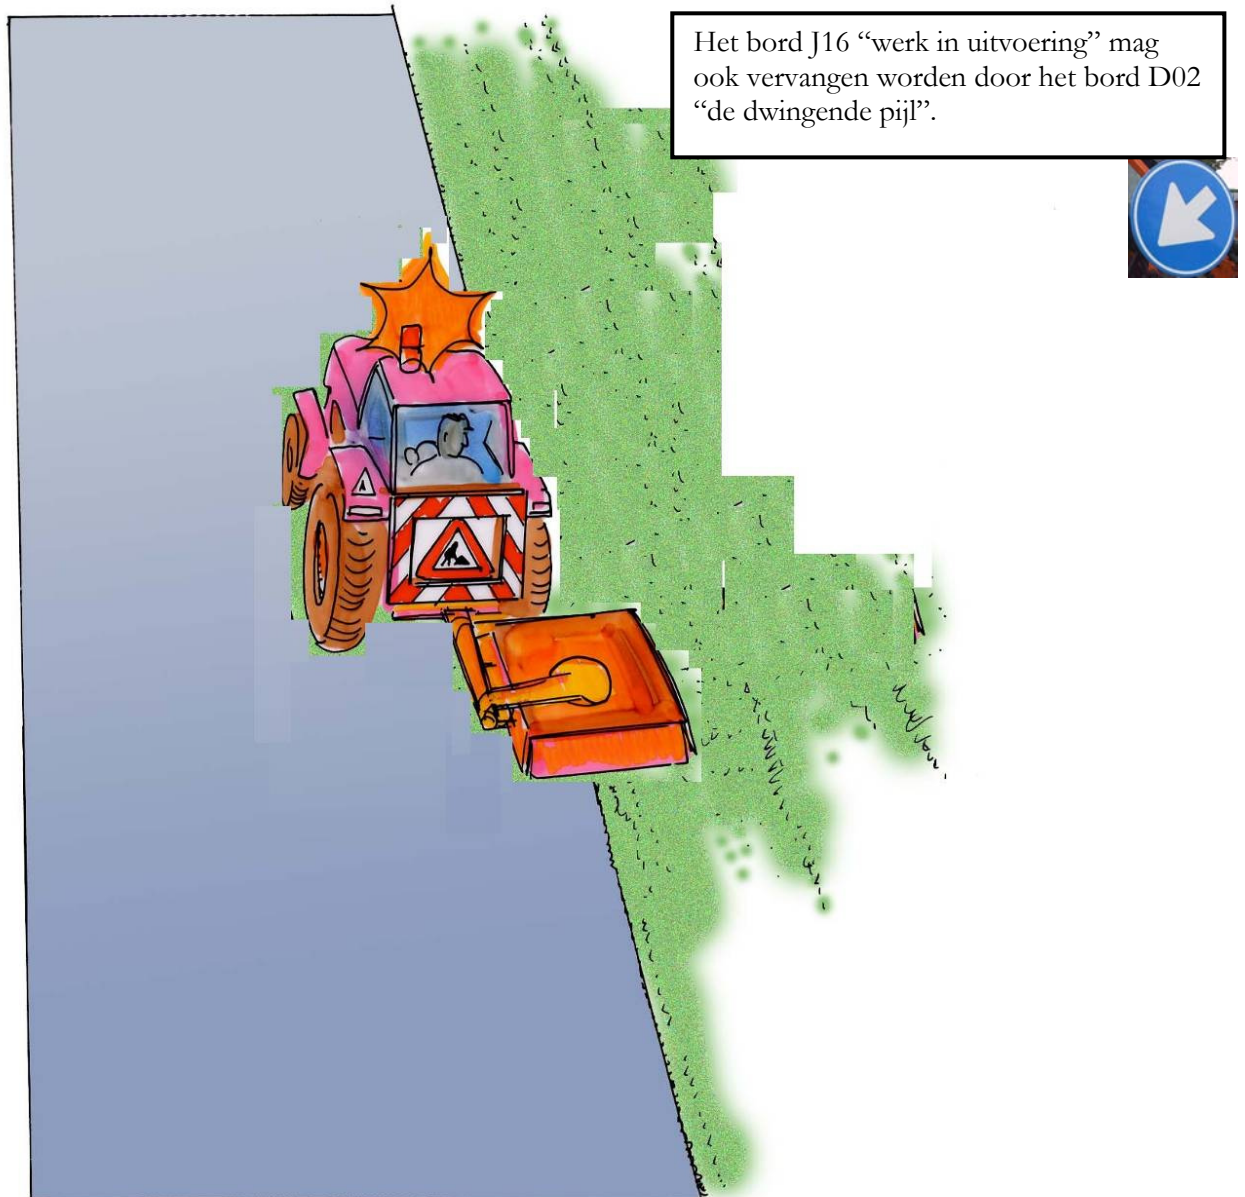 Het bord J16 “werk in uitvoering” mag
ook vervangen worden door het bord D02
“de dwingende pijl”.